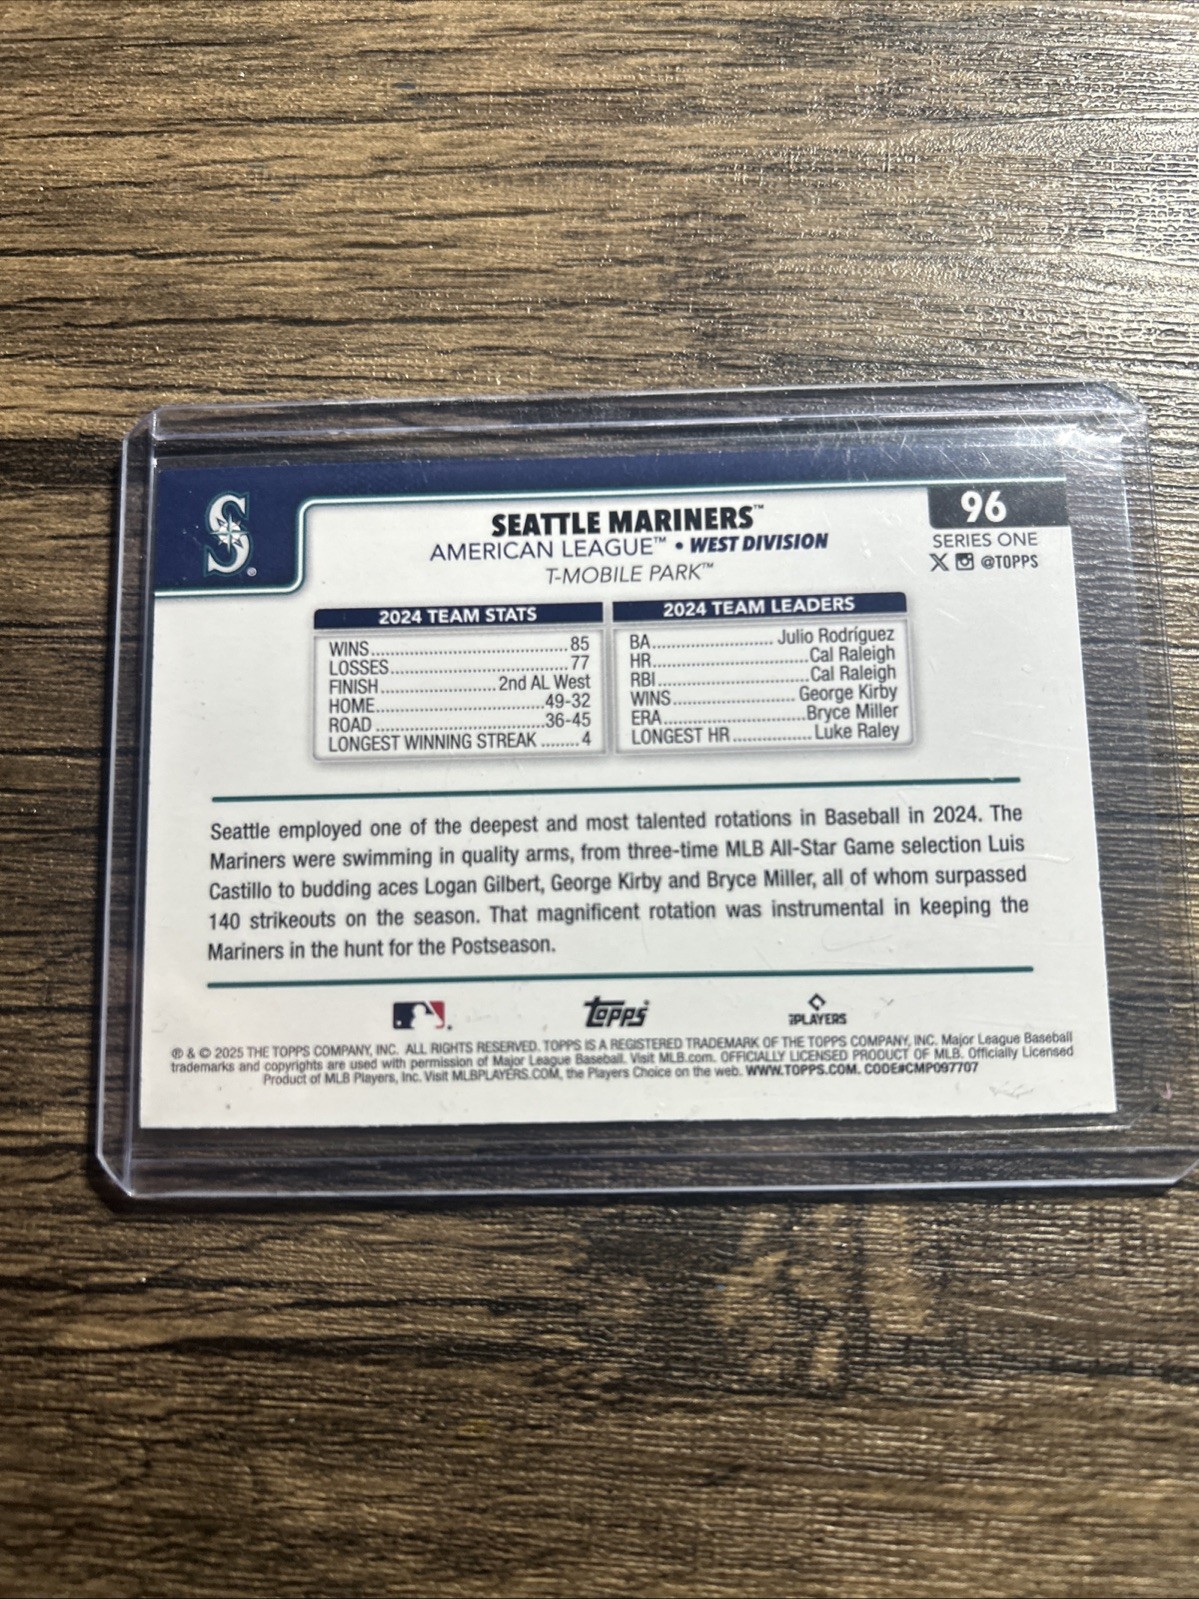 S
SEATTLE MARINERS™
AMERICAN LEAGUE™ • WEST DIVISION
T-MOBILE PARK™
96
SERIES ONE
X @TOPPS
2024 TEAM STATS
WINS 85
LOSSES 77
FINISH 2nd AL West
HOME 49-32
ROAD 36-45
LONGEST WINNING STREAK 4
2024 TEAM LEADERS
BA Julio Rodríguez
HR Cal Raleigh
RBI Cal Raleigh
WINS George Kirby
ERA Bryce Miller
LONGEST HR Luke Raley
Seattle employed one of the deepest and most talented rotations in Baseball in 2024. The
Mariners were swimming in quality arms, from three-time MLB All-Star Game selection Luis
Castillo to budding aces Logan Gilbert, George Kirby and Bryce Miller, all of whom surpassed
140 strikeouts on the season. That magnificent rotation was instrumental in keeping the
Mariners in the hunt for the Postseason.
Topps
PLAYERS
® & © 2025 THE TOPPS COMPANY, INC. ALL RIGHTS RESERVED. TOPPS IS A REGISTERED TRADEMARK OF THE TOPPS COMPANY, INC. Major League Baseball
trademarks and copyrights are used with permission of Major League Baseball. Visit MLB.com. OFFICIALLY LICENSED PRODUCT OF MLB. Officially Licensed
Product of MLB Players, Inc. Visit MLBPLAYERS.COM, the Players Choice on the web. WWW.TOPPS.COM. CODE#CMP097707